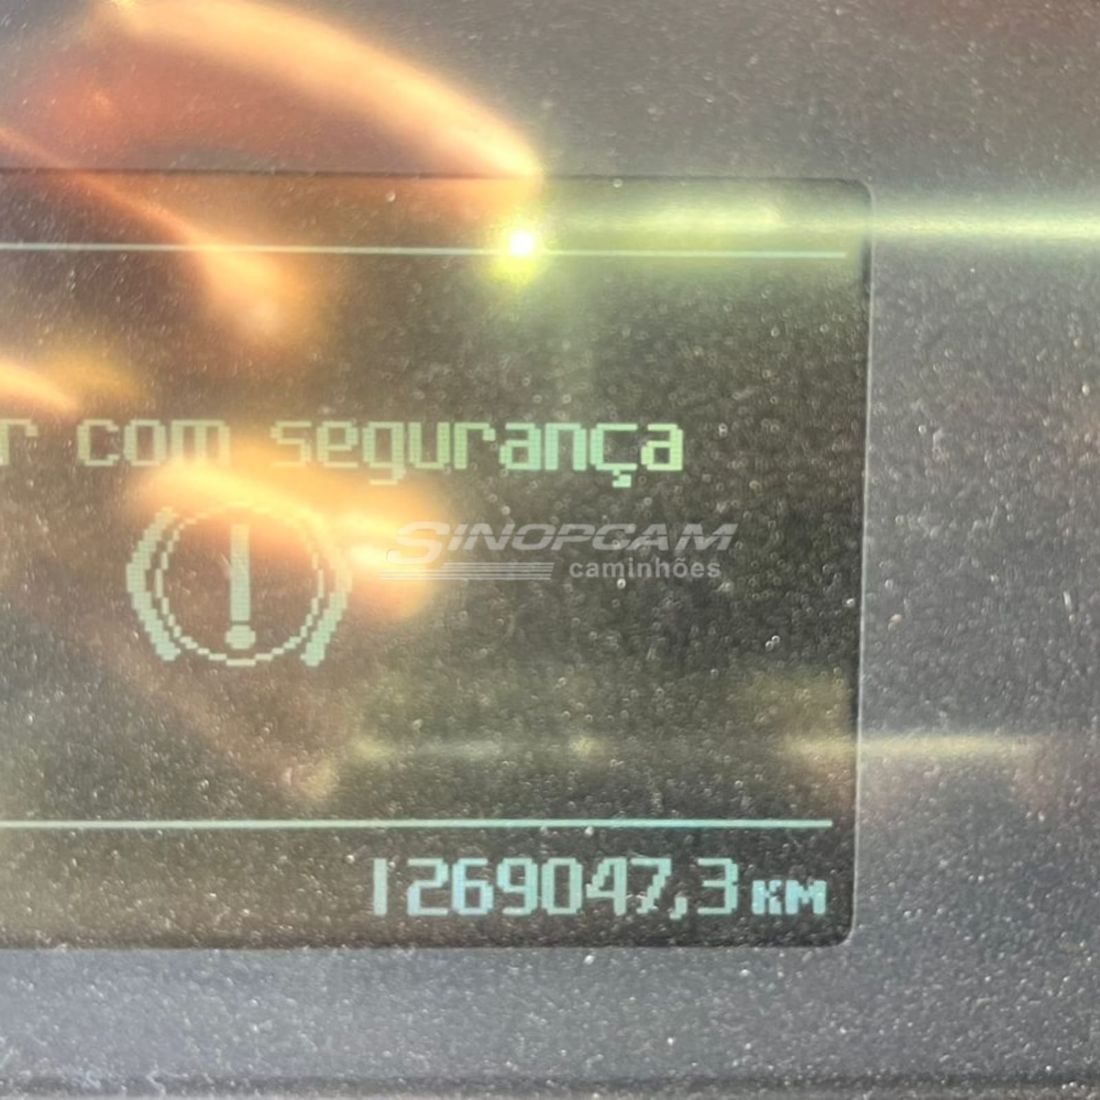 r com segurança
SINOPCAM
caminhões
1269047,3 KM